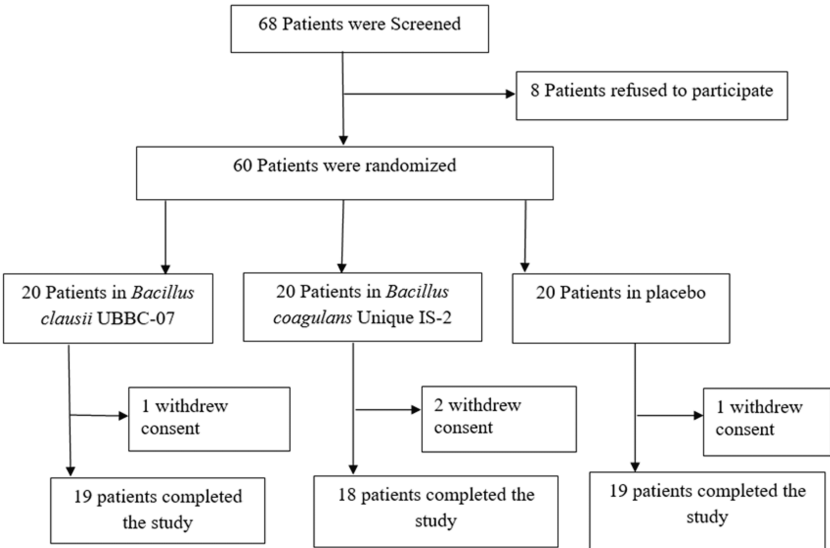 68 Patients were Screened
8 Patients refused to participate
60 Patients were randomized
20 Patients in Bacillus
clausii UBBC-07
20 Patients in Bacillus
coagulans Unique IS-2
20 Patients in placebo
1 withdrew
consent
2 withdrew
consent
1 withdrew
consent
19 patients completed
the study
18 patients completed the
study
19 patients completed the
study